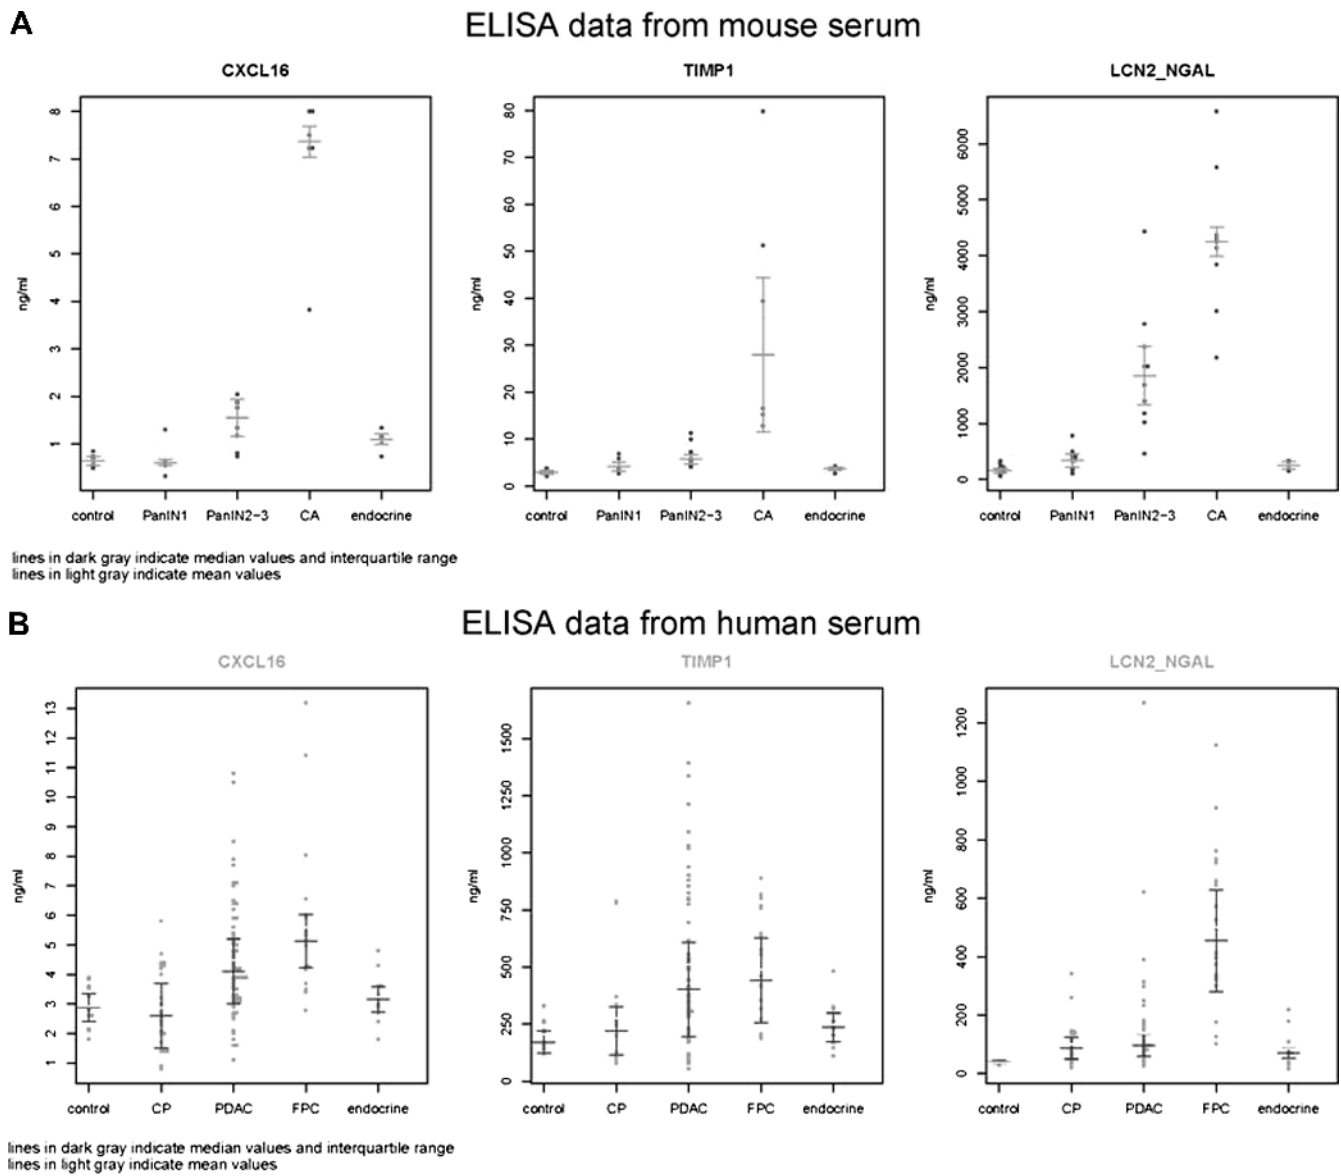 A
ELISA data from mouse serum
CXCL16
TIMP1
LCN2_NGAL
ng/ml
8
7
6
5
4
3
2
1
control PanIN1 PanIN2-3 CA endocrine
ng/ml
80
70
60
50
40
30
20
10
0
control PanIN1 PanIN2-3 CA endocrine
ng/ml
6000
5000
4000
3000
2000
1000
0
control PanIN1 PanIN2-3 CA endocrine
lines in dark gray indicate median values and interquartile range
lines in light gray indicate mean values
B
ELISA data from human serum
CXCL16
TIMP1
LCN2_NGAL
ng/ml
13
12
11
10
9
8
7
6
5
4
3
2
1
control CP PDAC FPC endocrine
ng/ml
1500
1250
1000
750
500
250
0
control CP PDAC FPC endocrine
ng/ml
1200
1000
800
600
400
200
0
control CP PDAC FPC endocrine
lines in dark gray indicate median values and interquartile range
lines in light gray indicate mean values